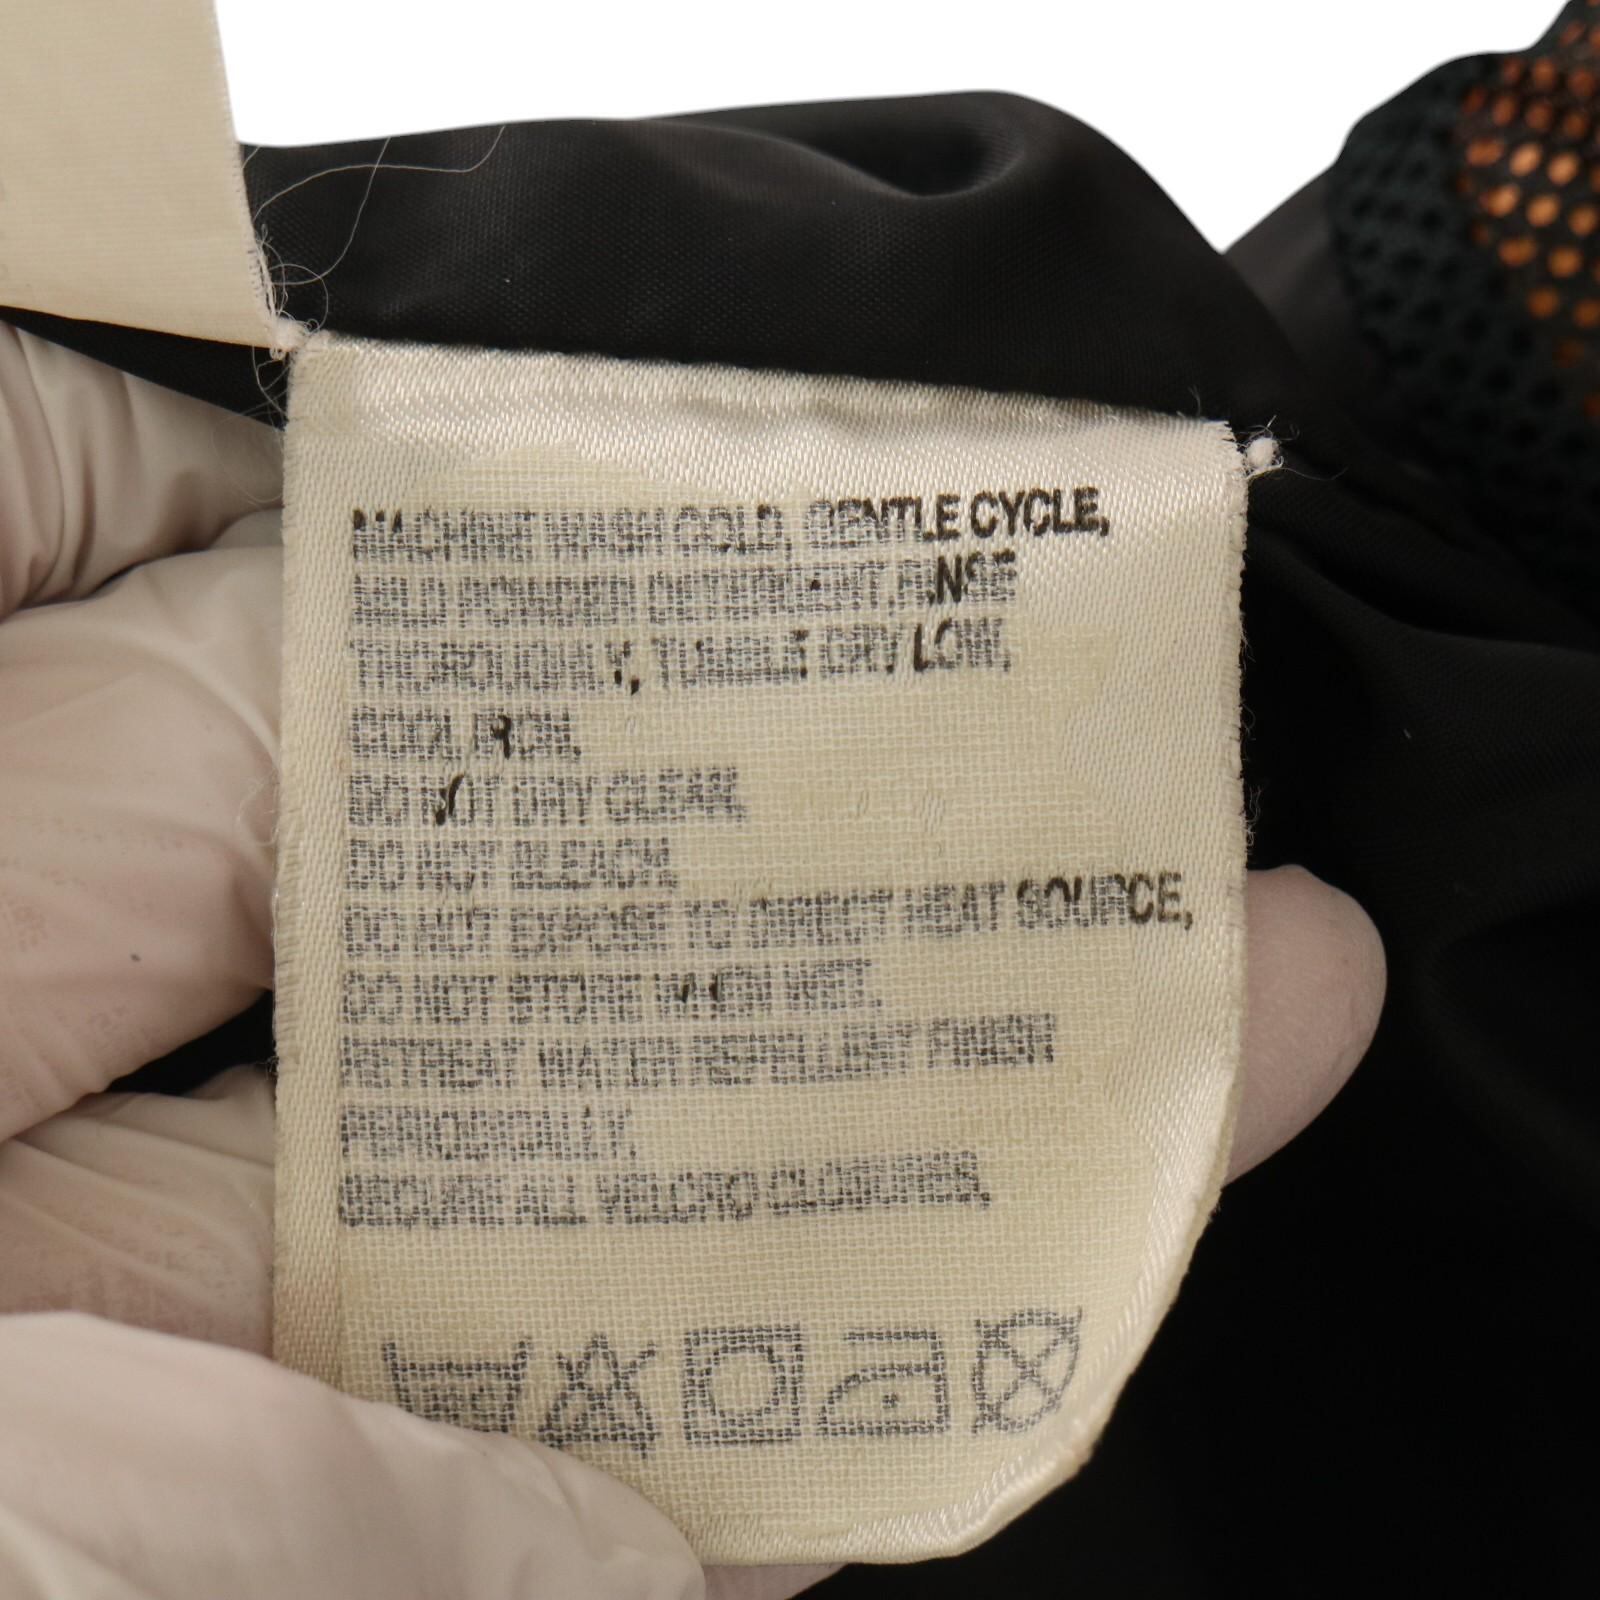 MACHINE WASH COLD, GENTLE CYCLE,
MILD POWDER DETERGENT, RINSE
THOROUGHLY, TUMBLE DRY LOW,
COOL IRON,
DO NOT DRY CLEAN,
DO NOT BLEACH,
DO NOT EXPOSE TO DIRECT HEAT SOURCE,
DO NOT STORE WHEN WET,
RETREAT WATER REPELLENT FINISH
PERIODICALLY.
SECURE ALL VELCRO CLOSURES.